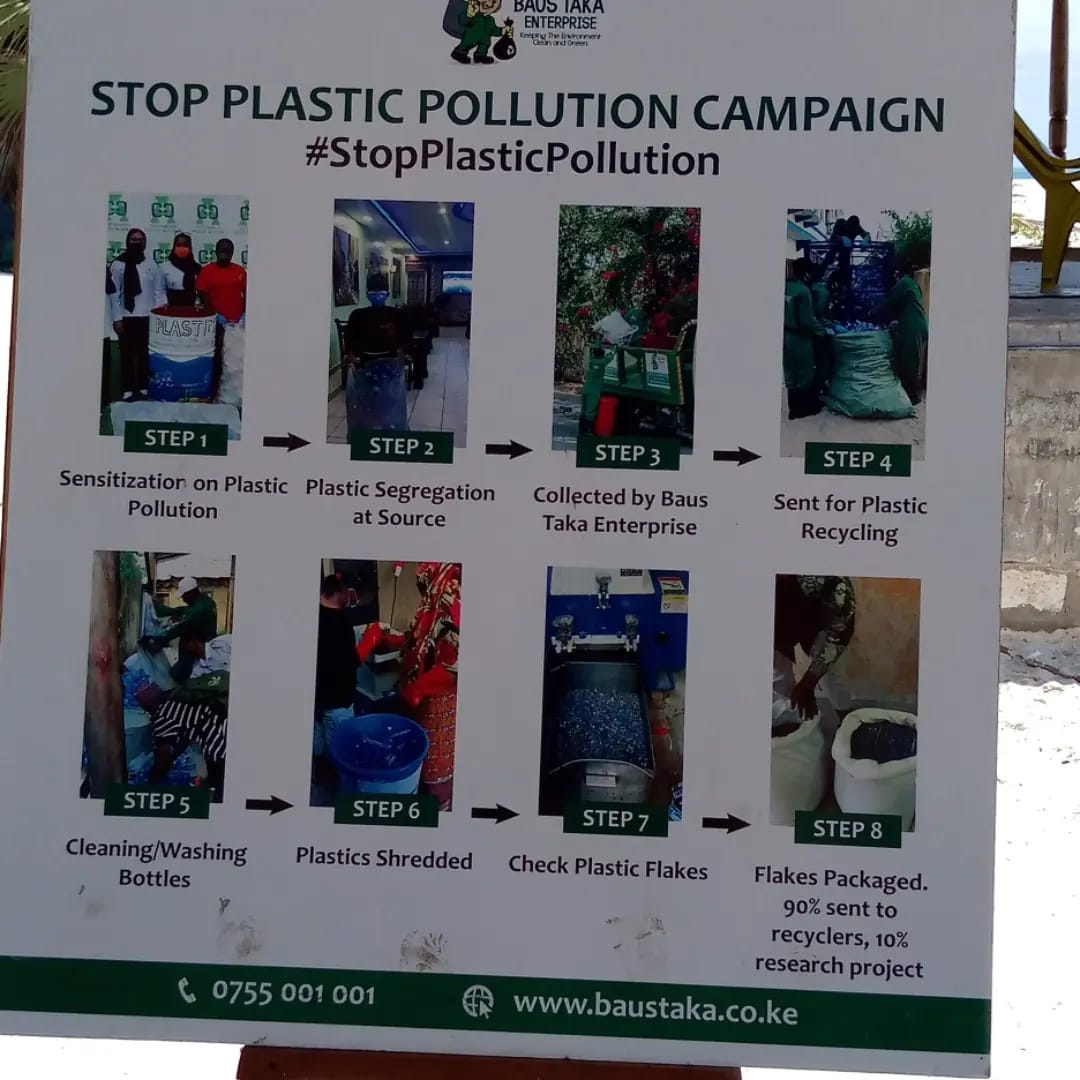 BAUS TAKA
ENTERPRISE
Keeping The Environment
Clean and Green
STOP PLASTIC POLLUTION CAMPAIGN
#StopPlasticPollution
PLASTIC
STEP 1
Sensitization on Plastic
Pollution
STEP 2
Plastic Segregation
at Source
STEP 3
Collected by Baus
Taka Enterprise
STEP 4
Sent for Plastic
Recycling
STEP 5
Cleaning/Washing
Bottles
STEP 6
Plastics Shredded
STEP 7
Check Plastic Flakes
STEP 8
Flakes Packaged.
90% sent to
recyclers, 10%
research project
0755 001 001
www.baustaka.co.ke